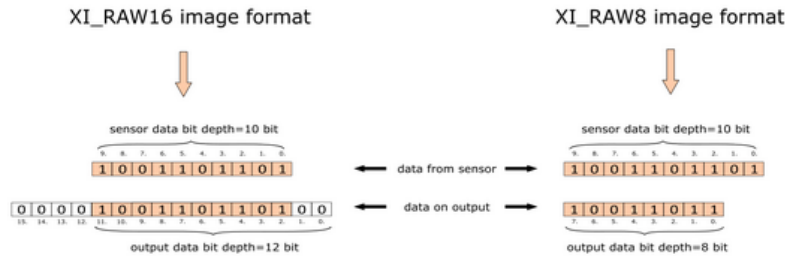 XI_RAW16 image format
XI_RAW8 image format
sensor data bit depth=10 bit
sensor data bit depth=10 bit
9. 8. 7. 6. 5. 4. 3. 2. 1. 0.
9. 8. 7. 6. 5. 4. 3. 2. 1. 0.
1 0 0 1 1 0 1 1 0 1
data from sensor
1 0 0 1 1 0 1 1 0 1
0 0 0 0 1 0 0 1 1 0 1 1 0 1 0 0
data on output
1 0 0 1 1 0 1 1
15. 14. 13. 12. 11. 10. 9. 8. 7. 6. 5. 4. 3. 2. 1. 0.
7. 6. 5. 4. 3. 2. 1. 0.
output data bit depth=12 bit
output data bit depth=8 bit